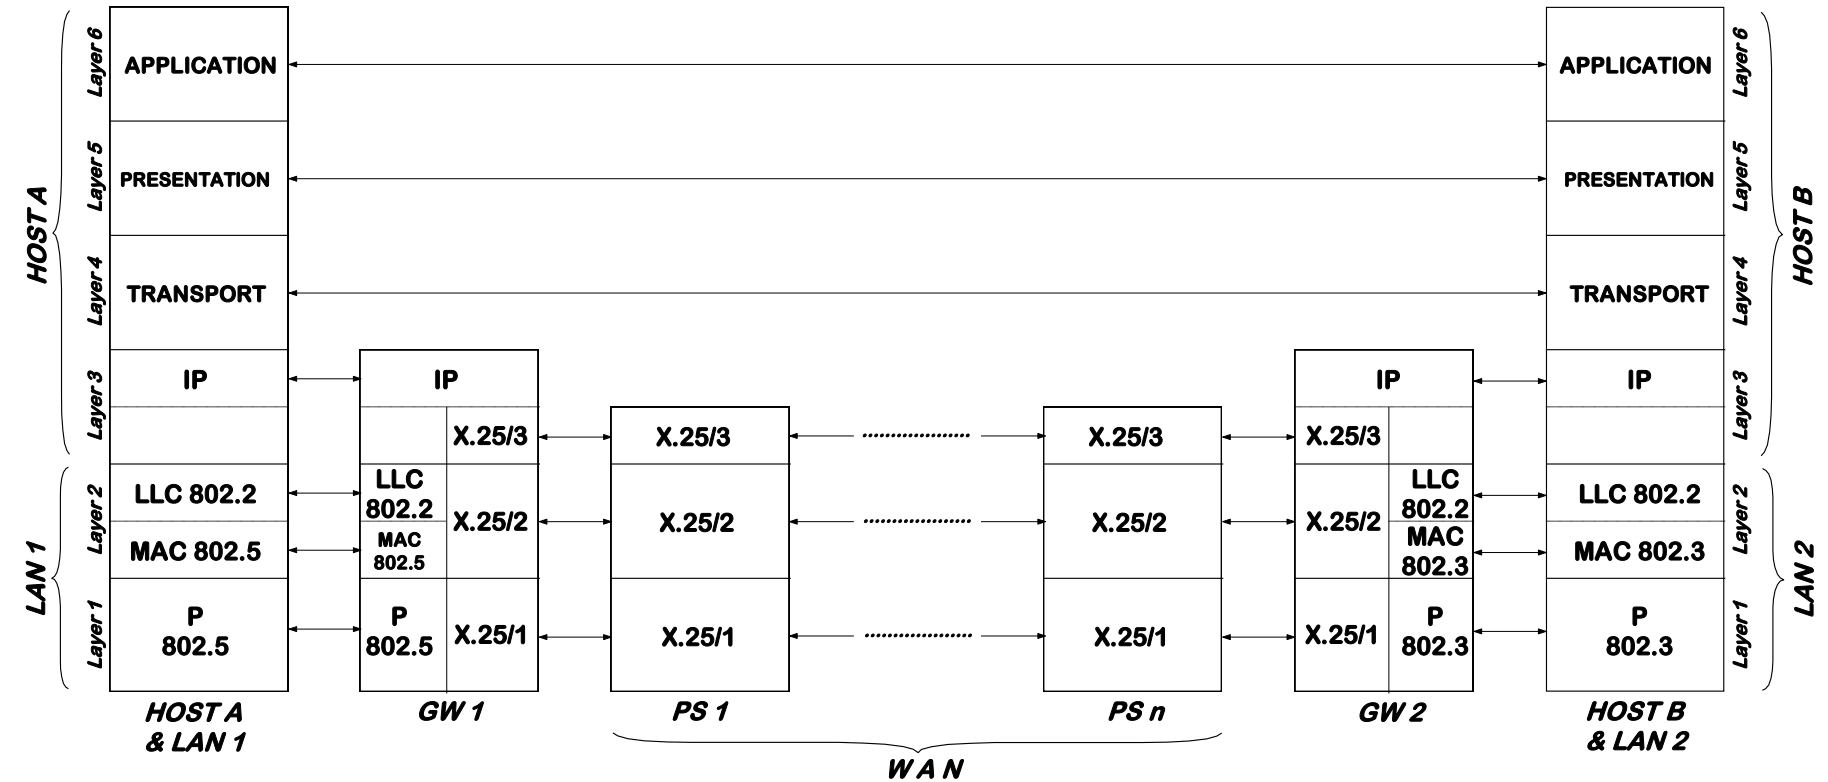 HOST A
Layer 6
APPLICATION
APPLICATION
Layer 6
HOST B
Layer 5
PRESENTATION
PRESENTATION
Layer 5
Layer 4
TRANSPORT
TRANSPORT
Layer 4
Layer 3
IP
IP
IP
IP
Layer 3
X.25/3
X.25/3
X.25/3
X.25/3
LAN 1
Layer 2
LLC 802.2
LLC
802.2
X.25/2
X.25/2
X.25/2
X.25/2
LLC
802.2
LLC 802.2
Layer 2
LAN 2
MAC 802.5
MAC
802.5
MAC
802.3
MAC 802.3
Layer 1
P
802.5
P
802.5
X.25/1
X.25/1
X.25/1
X.25/1
P
802.3
P
802.3
Layer 1
HOST A
& LAN 1
GW 1
PS 1
PS n
GW 2
HOST B
& LAN 2
W A N